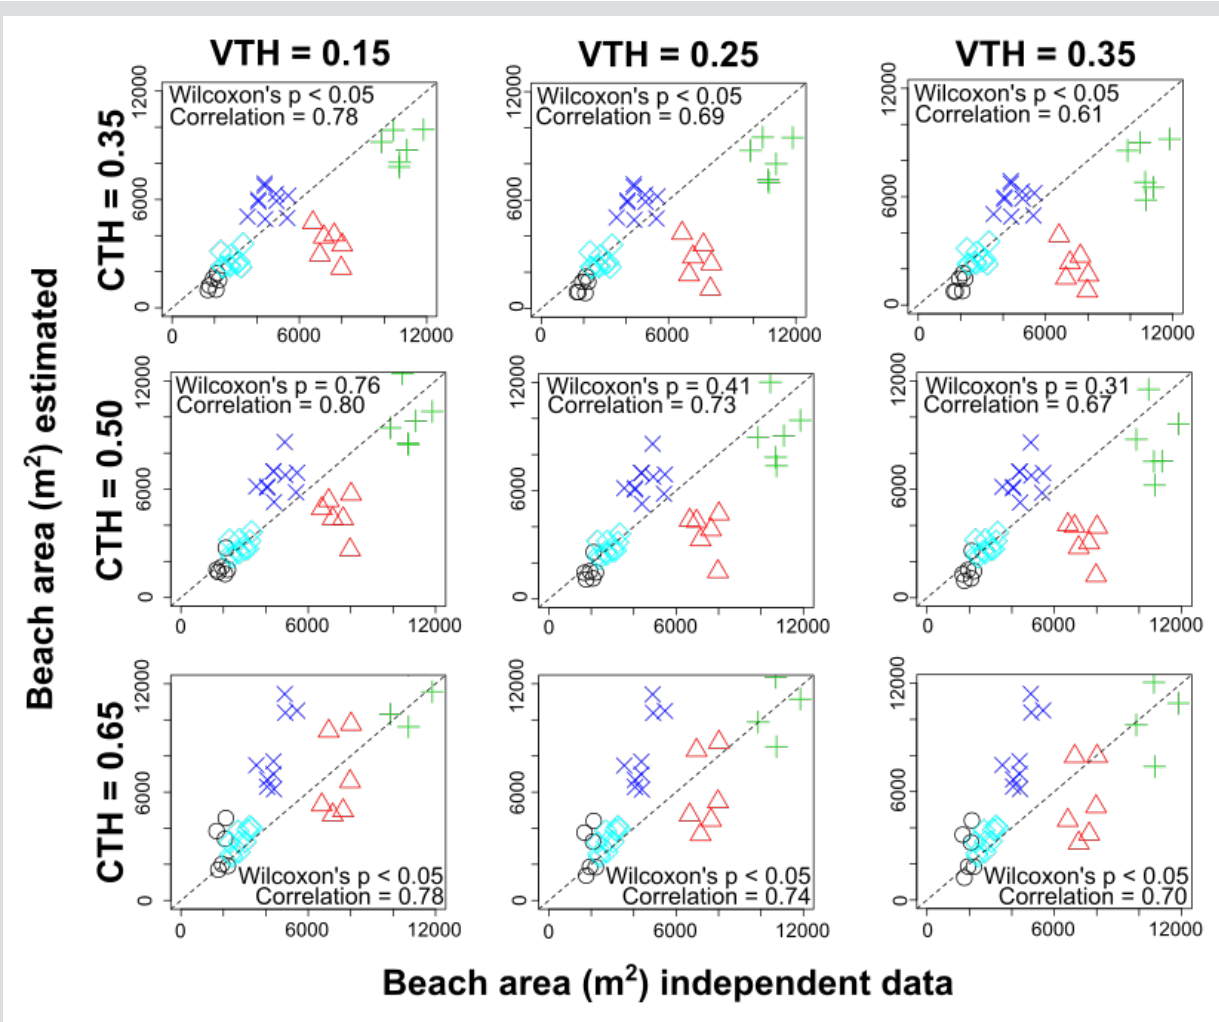 VTH = 0.15
VTH = 0.25
VTH = 0.35
CTH = 0.35
12000
6000
0
Wilcoxon's p < 0.05
Correlation = 0.78
0
6000
12000
12000
6000
0
Wilcoxon's p < 0.05
Correlation = 0.69
0
6000
12000
12000
6000
0
Wilcoxon's p < 0.05
Correlation = 0.61
0
6000
12000
Beach area (m²) estimated
CTH = 0.50
12000
6000
0
Wilcoxon's p = 0.76
Correlation = 0.80
0
6000
12000
12000
6000
0
Wilcoxon's p = 0.41
Correlation = 0.73
0
6000
12000
12000
6000
0
Wilcoxon's p = 0.31
Correlation = 0.67
0
6000
12000
CTH = 0.65
12000
6000
0
Wilcoxon's p < 0.05
Correlation = 0.78
0
6000
12000
12000
6000
0
Wilcoxon's p < 0.05
Correlation = 0.74
0
6000
12000
12000
6000
0
Wilcoxon's p < 0.05
Correlation = 0.70
0
6000
12000
Beach area (m²) independent data